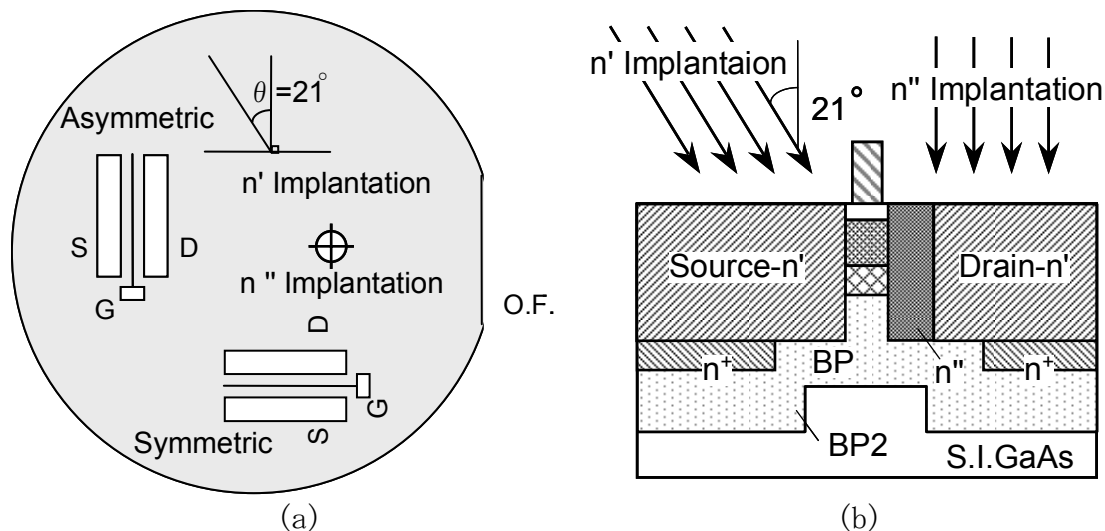 Asymmetric
θ =21°
n' Implantation
S
D
G
n '' Implantation
O.F.
D
G
S
Symmetric
(a)
n' Implantaion
21°
n'' Implantation
Source-n'
Drain-n'
n+
BP
n''
n+
BP2
S.I.GaAs
(b)